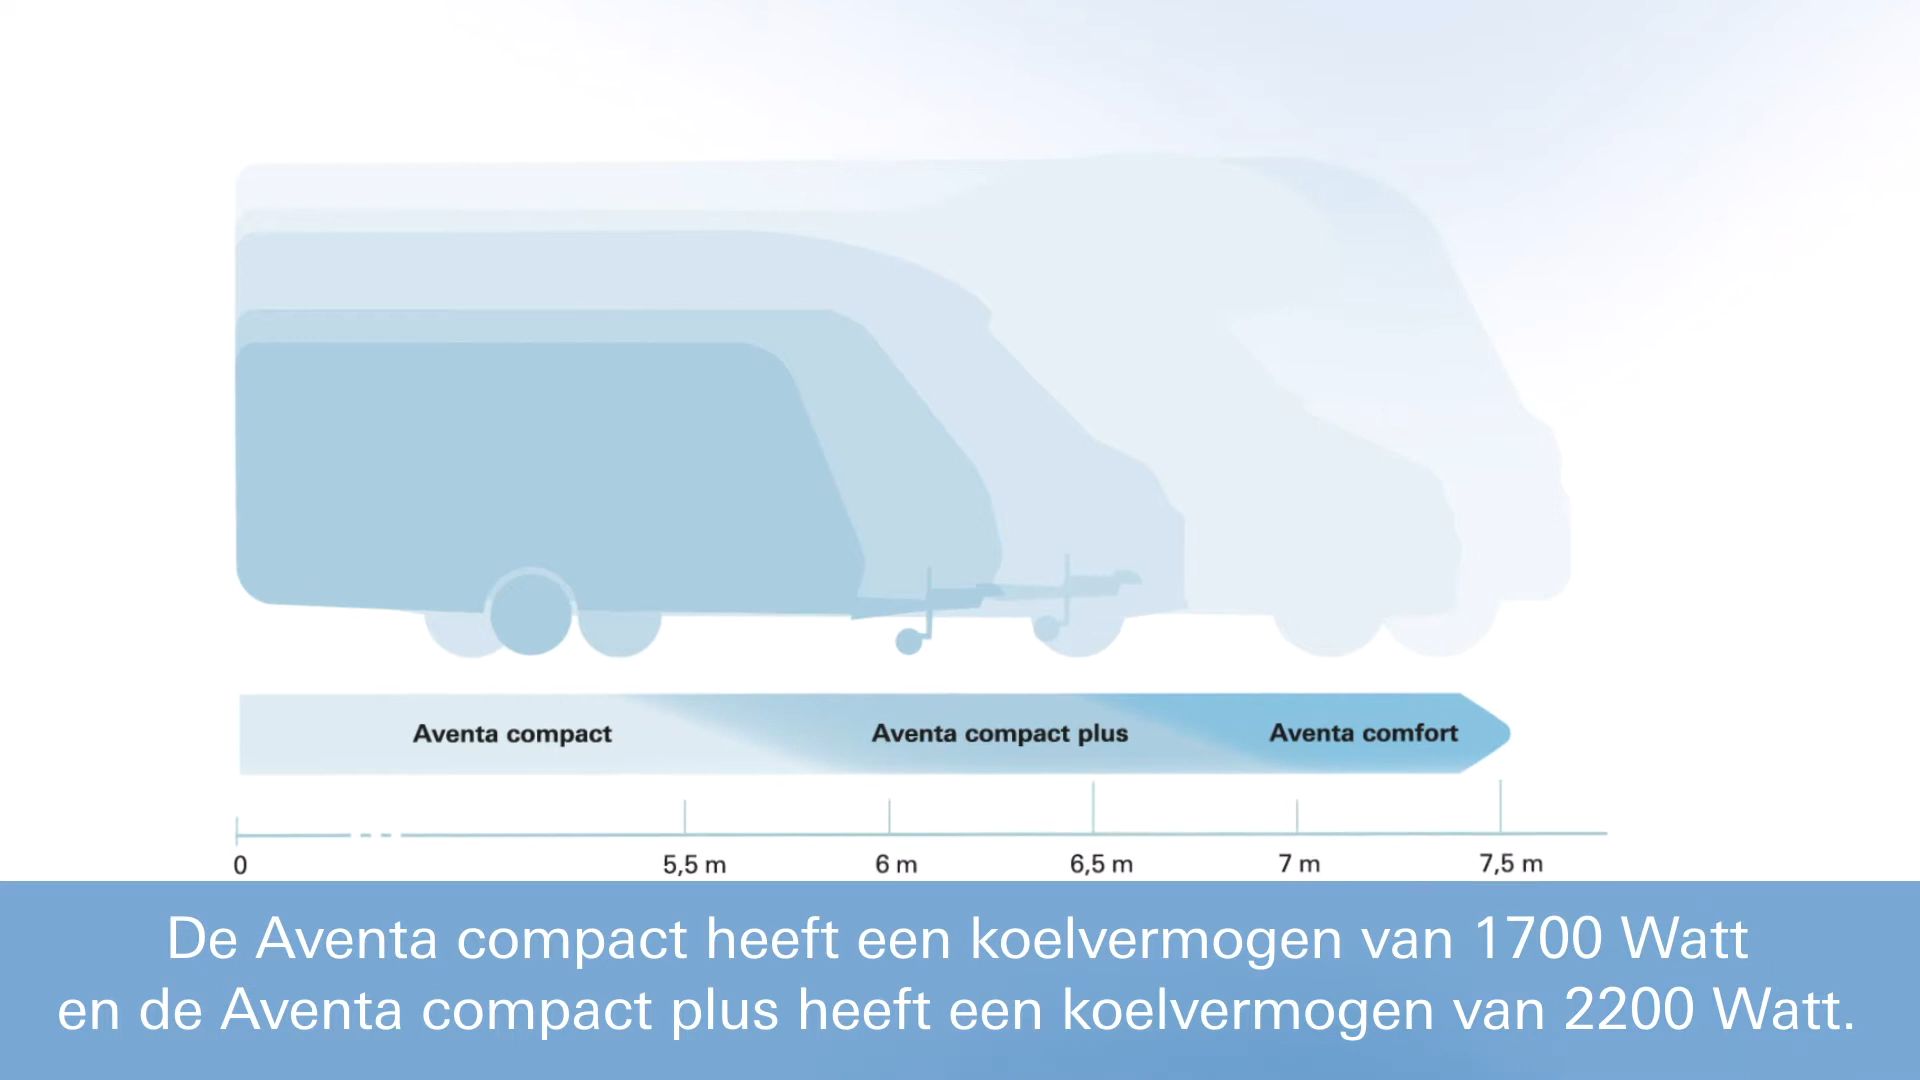 Aventa compact Aventa compact plus Aventa comfort
0 5,5 m 6 m 6,5 m 7 m 7,5 m
De Aventa compact heeft een koelvermogen van 1700 Watt
en de Aventa compact plus heeft een koelvermogen van 2200 Watt.